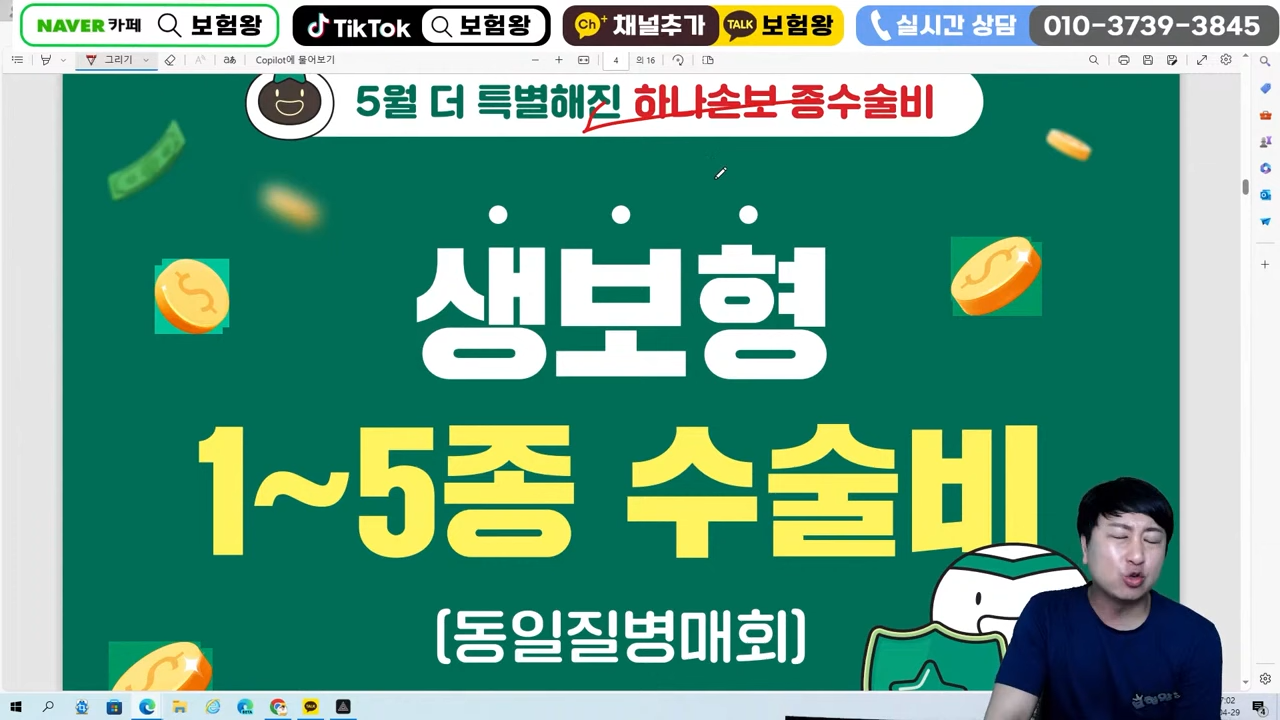 NAVER 카페 보험왕
TikTok 보험왕
Ch+ 채널추가 TALK 보험왕
실시간 상담 010-3739-3845
그리기 aあ Copilot에 물어보기 4 의 16
5월 더 특별해진 하나손보 종수술비
생보형
1~5종 수술비
[동일질병매회]